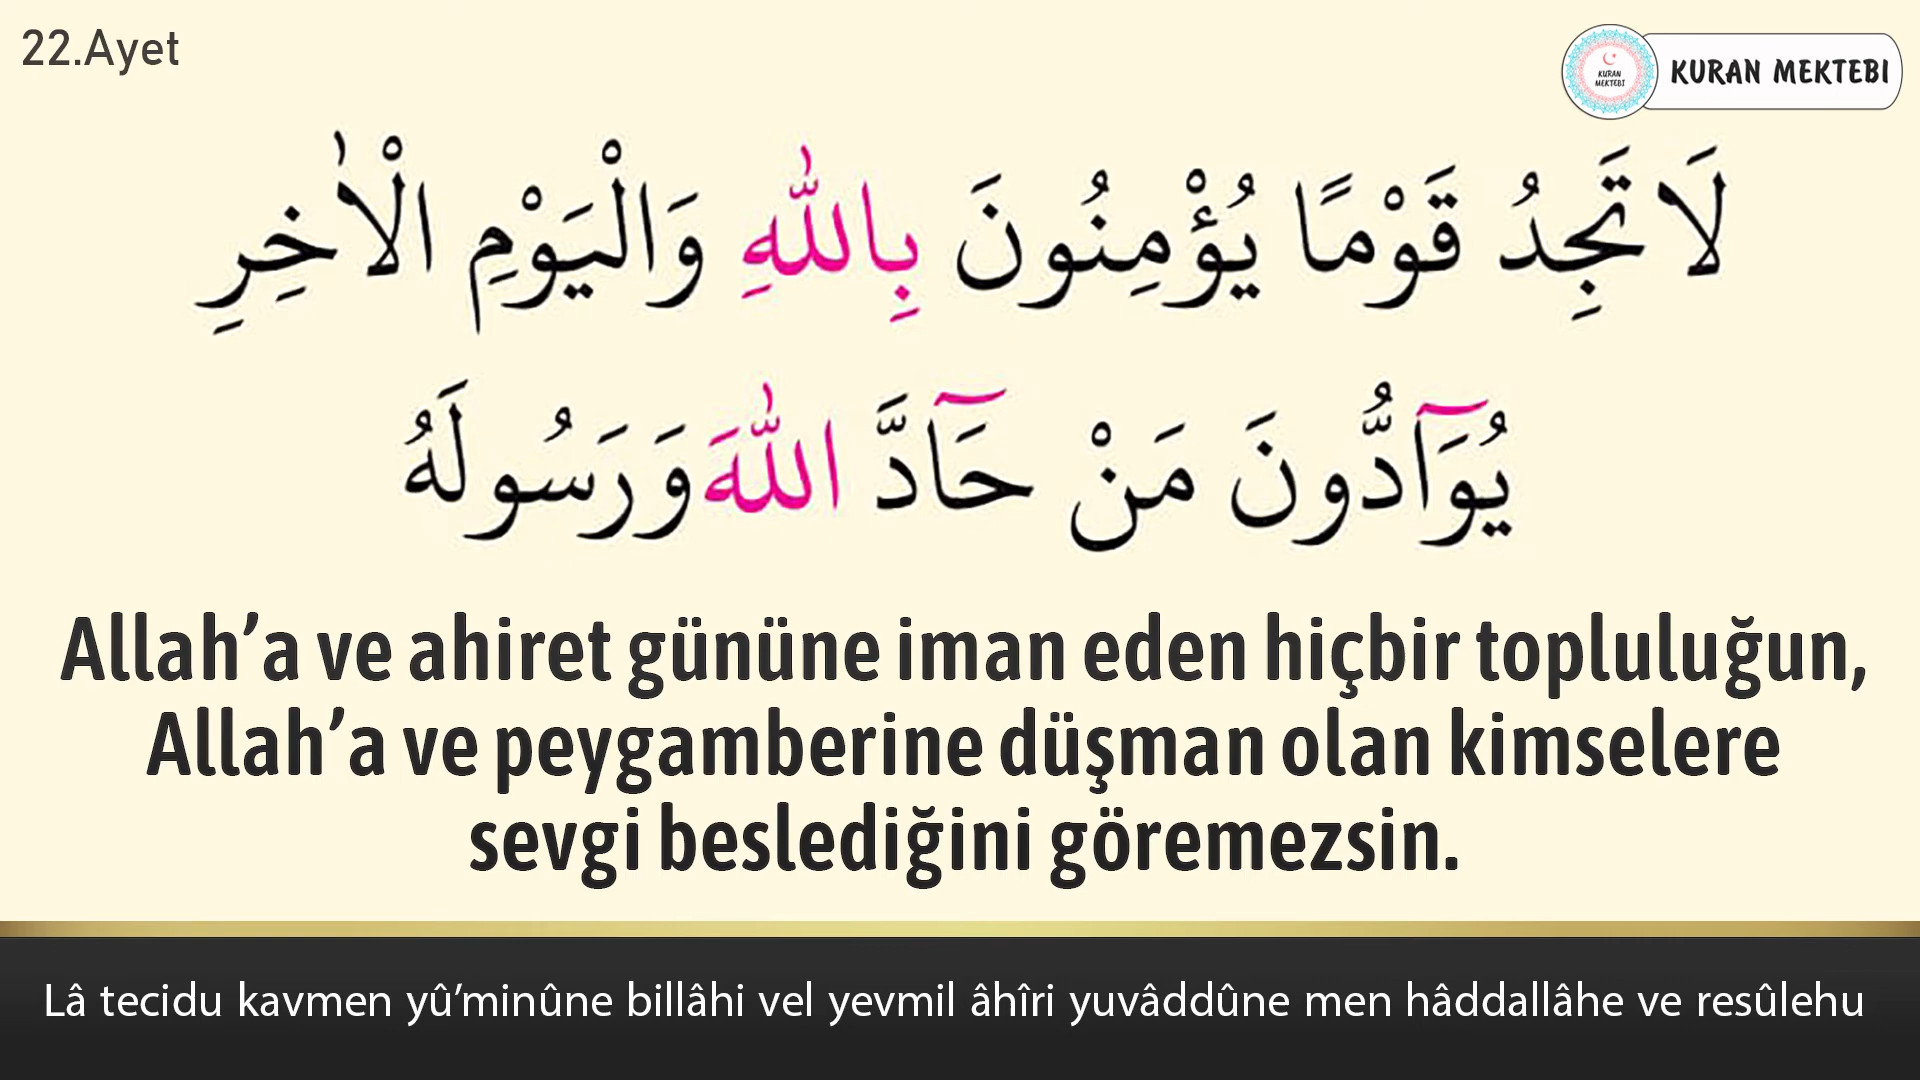 22.Ayet
KURAN MEKTEBI
KURAN
MEKTEBI
لَا تَجِدُ قَوْمًا يُؤْمِنُونَ بِاللّٰهِ وَالْيَوْمِ الْاٰخِرِ
يُوَٓادُّونَ مَنْ حَٓادَّ اللّٰهَ وَرَسُولَهُ
Allah’a ve ahiret gününe iman eden hiçbir topluluğun,
Allah’a ve peygamberine düşman olan kimselere
sevgi beslediğini göremezsin.
Lâ tecidu kavmen yû’minûne billâhi vel yevmil âhîri yuvâddûne men hâddallâhe ve resûlehu